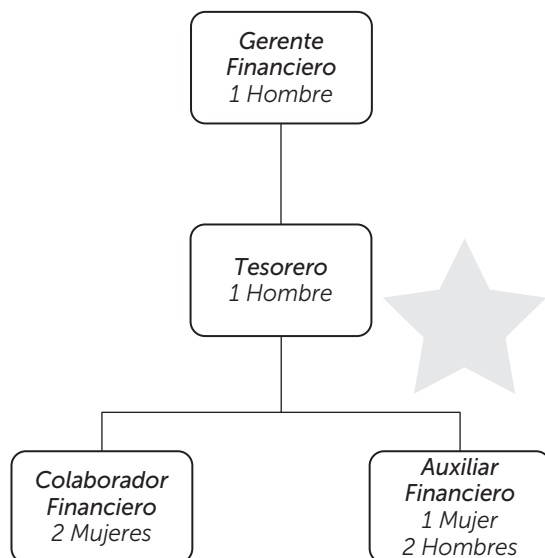 Gerente
Financiero
1 Hombre
Tesorero
1 Hombre
Colaborador
Financiero
2 Mujeres
Auxiliar
Financiero
1 Mujer
2 Hombres